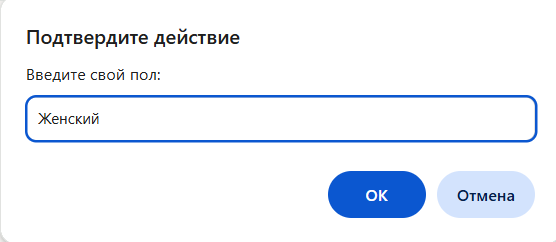 Подтвердите действие
Введите свой пол:
Женский
OK
Отмена